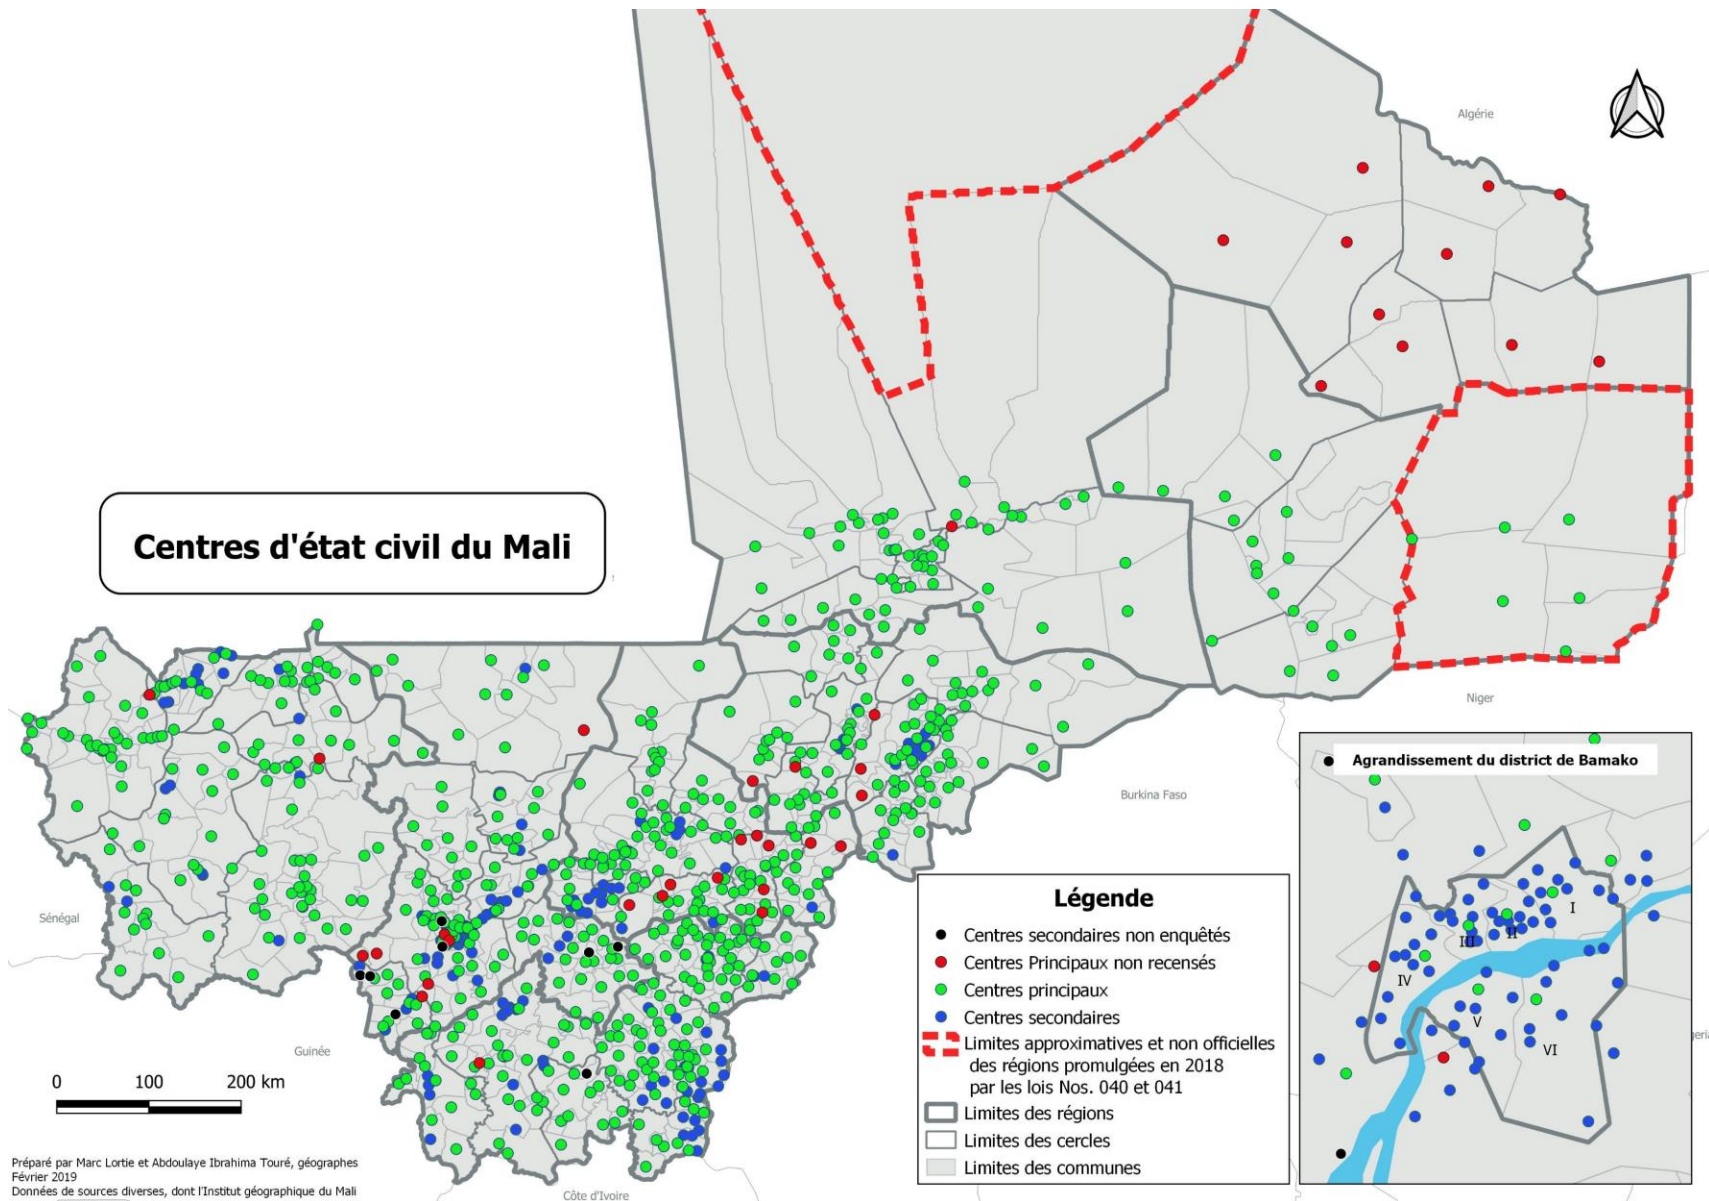 Algérie
Centres d'état civil du Mali
Niger
Agrandissement du district de Bamako
Burkina Faso
Sénégal
Guinée
Côte d'Ivoire
0 100 200 km
Légende
Centres secondaires non enquêtés
Centres Principaux non recensés
Centres principaux
Centres secondaires
Limites approximatives et non officielles
des régions promulguées en 2018
par les lois Nos. 040 et 041
Limites des régions
Limites des cercles
Limites des communes
I
II
III
IV
V
VI
geria
Préparé par Marc Lortie et Abdoulaye Ibrahima Touré, géographes
Février 2019
Données de sources diverses, dont l'Institut géographique du Mali